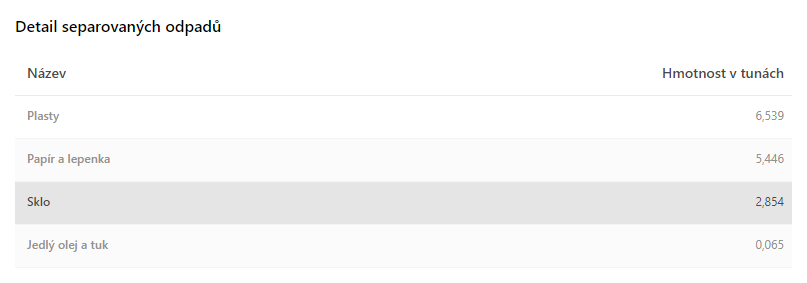 Detail separovaných odpadů
Název Hmotnost v tunách
Plasty 6,539
Papír a lepenka 5,446
Sklo 2,854
Jedlý olej a tuk 0,065